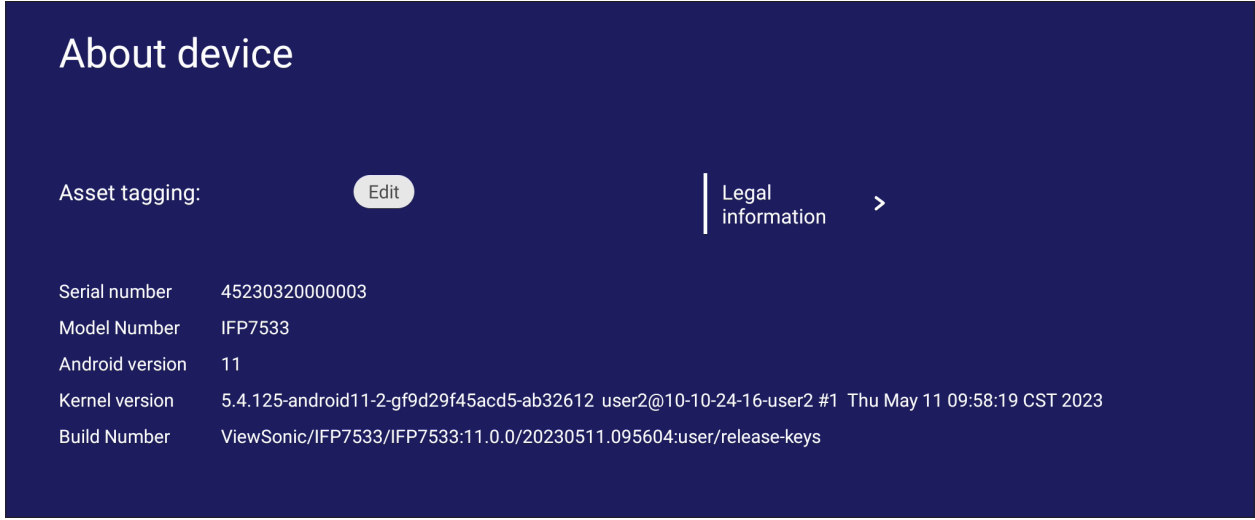 About device
Asset tagging: Edit
Legal
information
Serial number 45230320000003
Model Number IFP7533
Android version 11
Kernel version 5.4.125-android11-2-gf9d29f45acd5-ab32612 user2@10-10-24-16-user2 #1 Thu May 11 09:58:19 CST 2023
Build Number ViewSonic/IFP7533/IFP7533:11.0.0/20230511.095604:user/release-keys